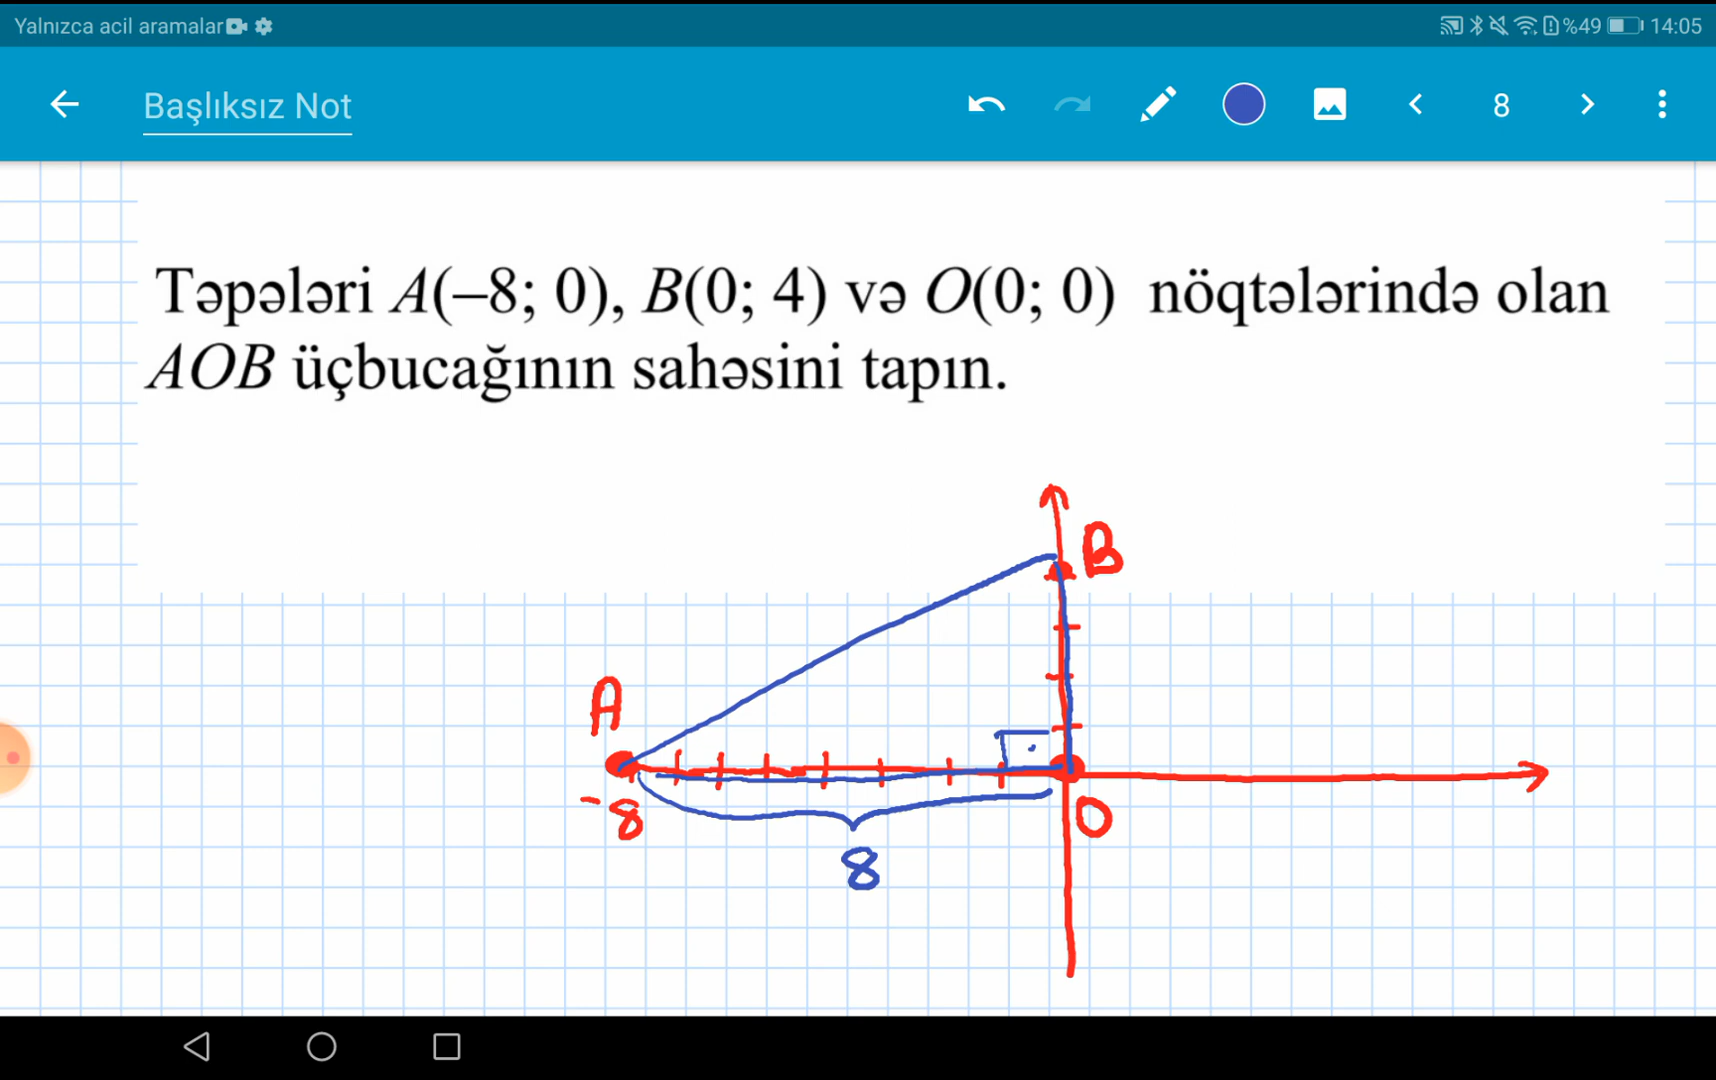 Yalnızca acil aramalar
%49 14:05
Başlıksız Not
8
Təpələri A(–8; 0), B(0; 4) və O(0; 0) nöqtələrində olan
AOB üçbucağının sahəsini tapın.
B
A
-8
O
8